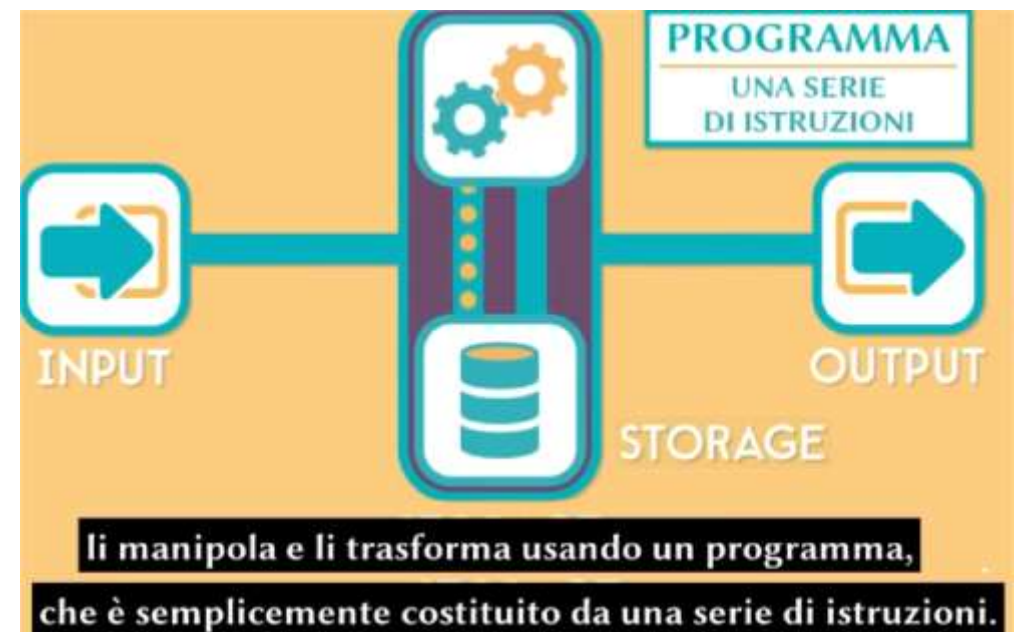 PROGRAMMA
UNA SERIE
DI ISTRUZIONI
INPUT
OUTPUT
STORAGE
li manipola e li trasforma usando un programma,
che è semplicemente costituito da una serie di istruzioni.